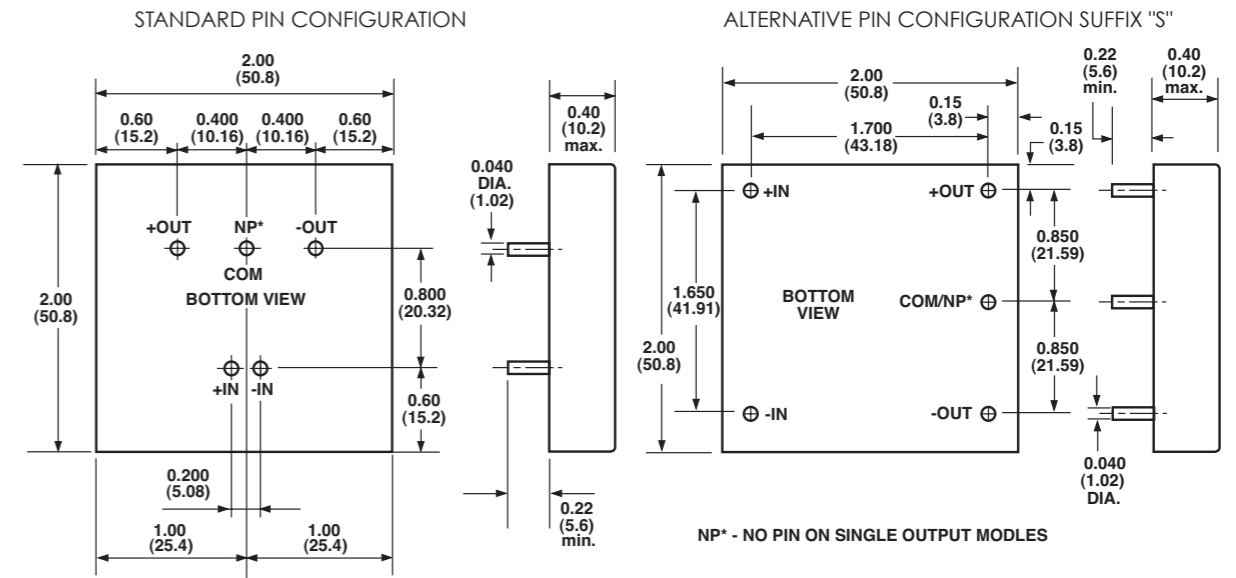 STANDARD PIN CONFIGURATION
2.00
(50.8)
0.60
(15.2)
0.400
(10.16)
0.400
(10.16)
0.60
(15.2)
0.40
(10.2)
max.
0.040
DIA.
(1.02)
+OUT
NP*
-OUT
COM
BOTTOM VIEW
2.00
(50.8)
0.800
(20.32)
+IN
-IN
0.60
(15.2)
0.200
(5.08)
1.00
(25.4)
1.00
(25.4)
0.22
(5.6)
min.
ALTERNATIVE PIN CONFIGURATION SUFFIX "S"
2.00
(50.8)
0.15
(3.8)
1.700
(43.18)
0.15
(3.8)
0.22
(5.6)
min.
0.40
(10.2)
max.
+IN
+OUT
0.850
(21.59)
1.650
(41.91)
BOTTOM
VIEW
COM/NP*
2.00
(50.8)
0.850
(21.59)
-IN
-OUT
0.040
(1.02)
DIA.
NP* - NO PIN ON SINGLE OUTPUT MODLES